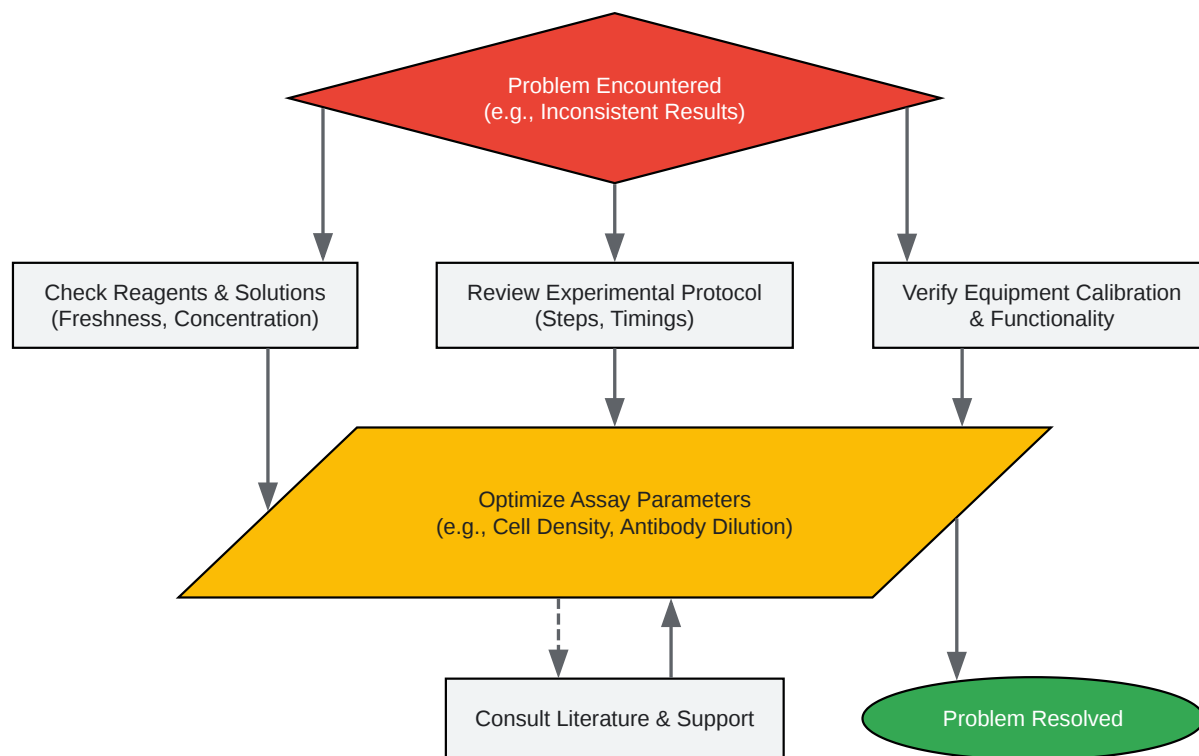 Problem Encountered
(e.g., Inconsistent Results)
Check Reagents & Solutions
(Freshness, Concentration)
Review Experimental Protocol
(Steps, Timings)
Verify Equipment Calibration
& Functionality
Optimize Assay Parameters
(e.g., Cell Density, Antibody Dilution)
Consult Literature & Support
Problem Resolved